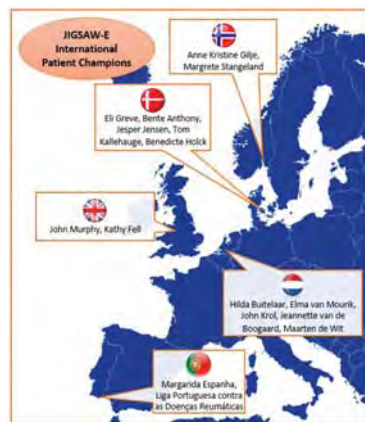 JIGSAW-E
International
Patient Champions
Anne Kristine Gilje,
Margrete Stangeland
Eli Greve, Bente Anthony,
Jesper Jensen, Tom
Kallehauge, Benedicte Holck
John Murphy, Kathy Fell
Hilda Buitelaar, Elma van Mourik,
John Krol, Jeannette van de
Boogaard, Maarten de Wit
Margarida Espanha,
Liga Portuguesa contra
as Doenças Reumáticas